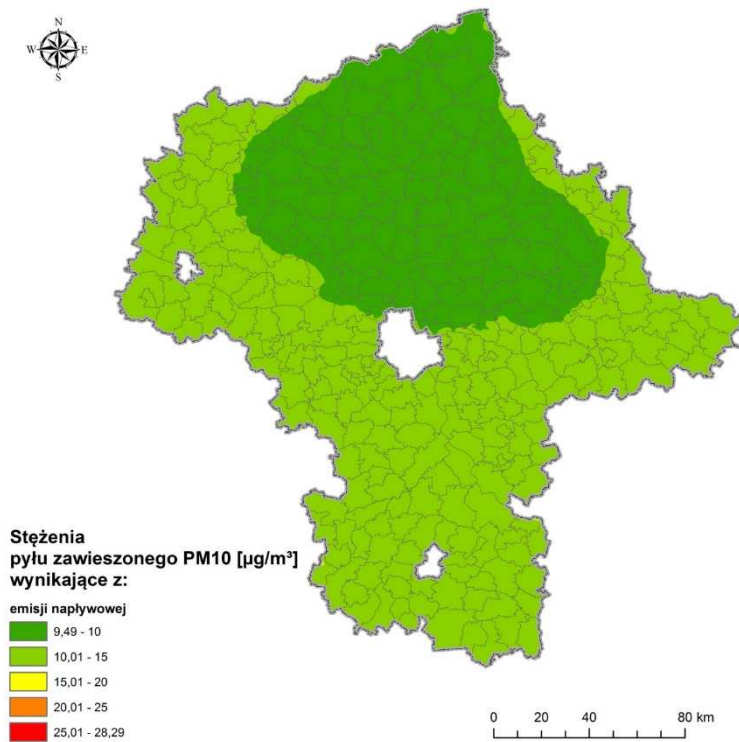 N
W E
S
Stężenia
pyłu zawieszonego PM10 [µg/m³]
wynikające z:
emisji napływowej
9,49 - 10
10,01 - 15
15,01 - 20
20,01 - 25
25,01 - 28,29
0 20 40 80 km